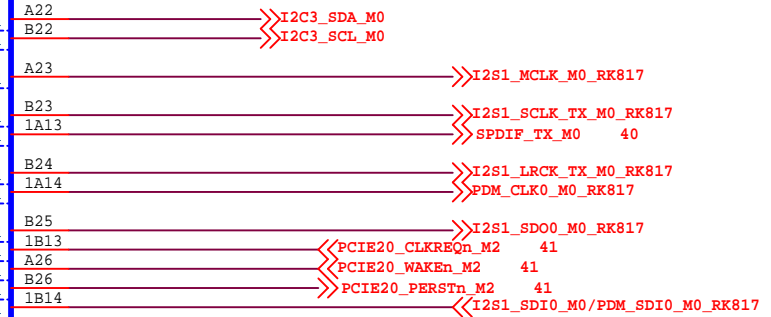 A22 I2C3_SDA_M0
B22 I2C3_SCL_M0
A23 I2S1_MCLK_M0_RK817
B23 I2S1_SCLK_TX_M0_RK817
1A13 SPDIF_TX_M0 40
B24 I2S1_LRCK_TX_M0_RK817
1A14 PDM_CLK0_M0_RK817
B25 I2S1_SDO0_M0_RK817
1B13 PCIE20_CLKREQn_M2 41
A26 PCIE20_WAKEn_M2 41
B26 PCIE20_PERSTn_M2 41
1B14 I2S1_SDI0_M0/PDM_SDI0_M0_RK817